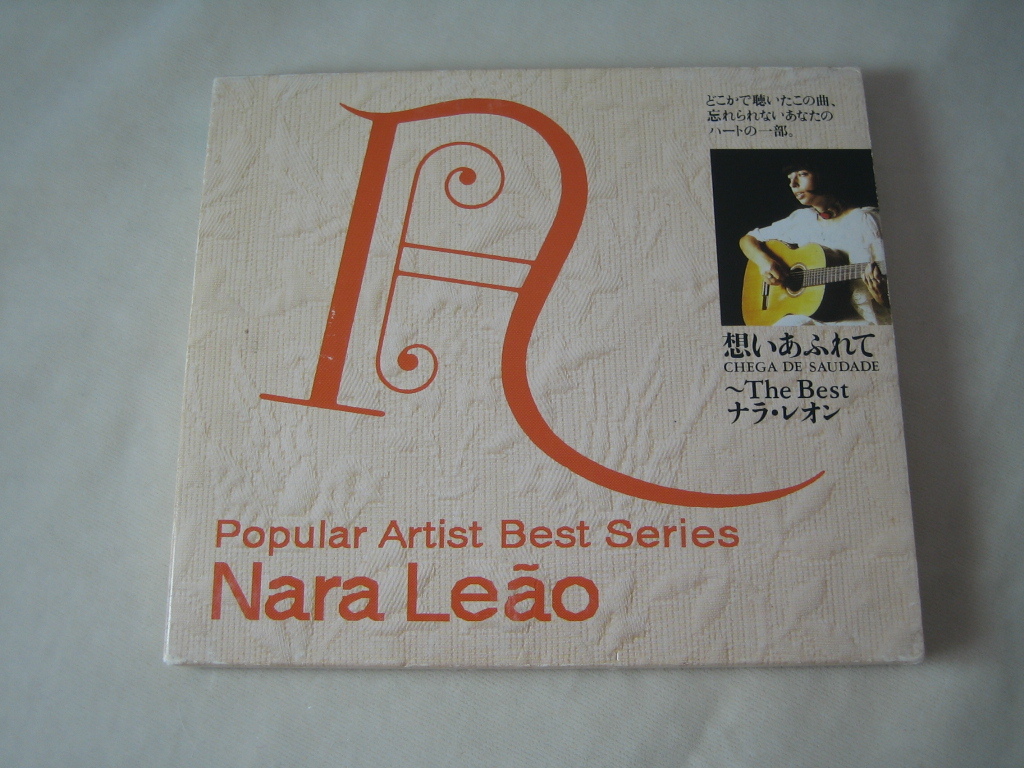 どこかで聴いたこの曲、
忘れられないあなたの
ハートの一部。
想いあふれて
CHEGA DE SAUDADE
～The Best
ナラ・レオン
Popular Artist Best Series
Nara Leão